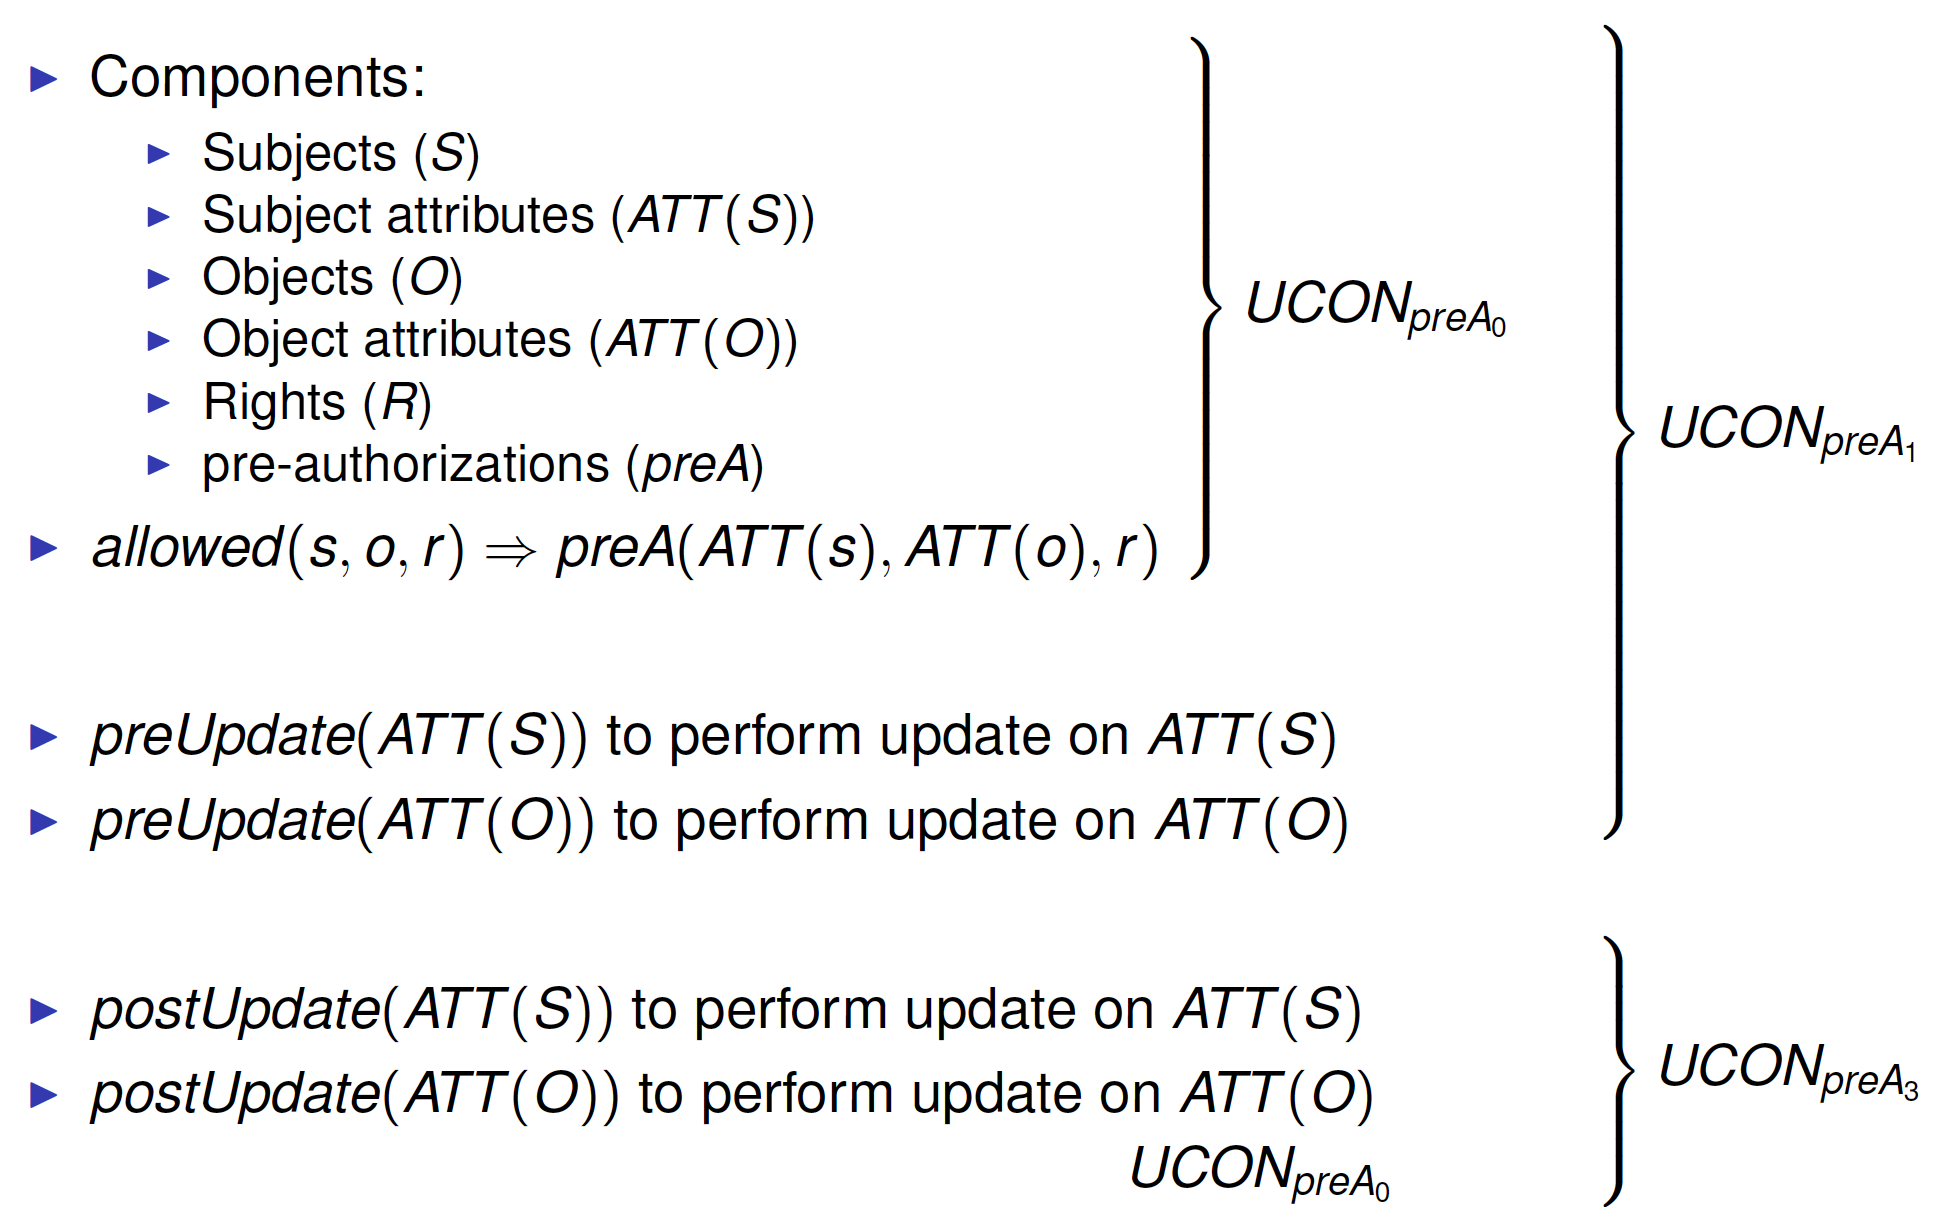 ▶ Components:
▶ Subjects (S)
▶ Subject attributes (ATT(S))
▶ Objects (O)
▶ Object attributes (ATT(O))
▶ Rights (R)
▶ pre-authorizations (preA)
▶ allowed(s, o, r) ⇒ preA(ATT(s), ATT(o), r)
UCON_{preA_0}
▶ preUpdate(ATT(S)) to perform update on ATT(S)
▶ preUpdate(ATT(O)) to perform update on ATT(O)
UCON_{preA_1}
▶ postUpdate(ATT(S)) to perform update on ATT(S)
▶ postUpdate(ATT(O)) to perform update on ATT(O)
UCON_{preA_0}
UCON_{preA_3}